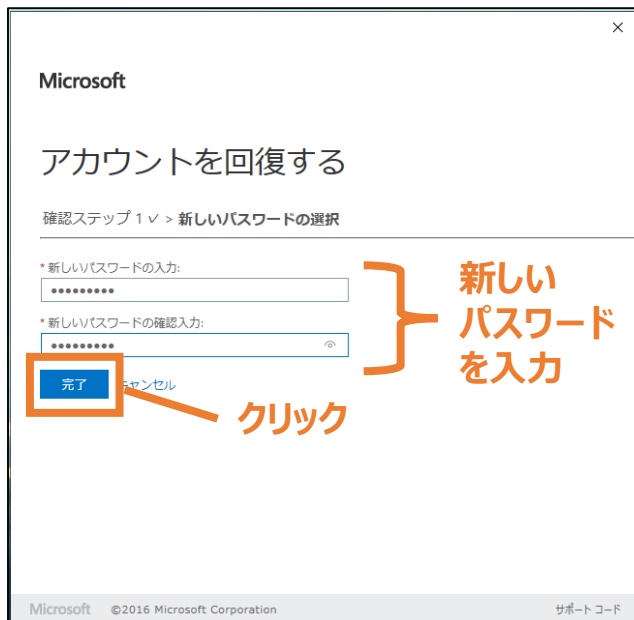 ×
Microsoft
アカウントを回復する
確認ステップ 1 ✓ > 新しいパスワードの選択
* 新しいパスワードの入力:
●●●●●●●●●
* 新しいパスワードの確認入力:
●●●●●●●●●
新しい
パスワード
を入力
完了 キャンセル
クリック
Microsoft ©2016 Microsoft Corporation サポート コード